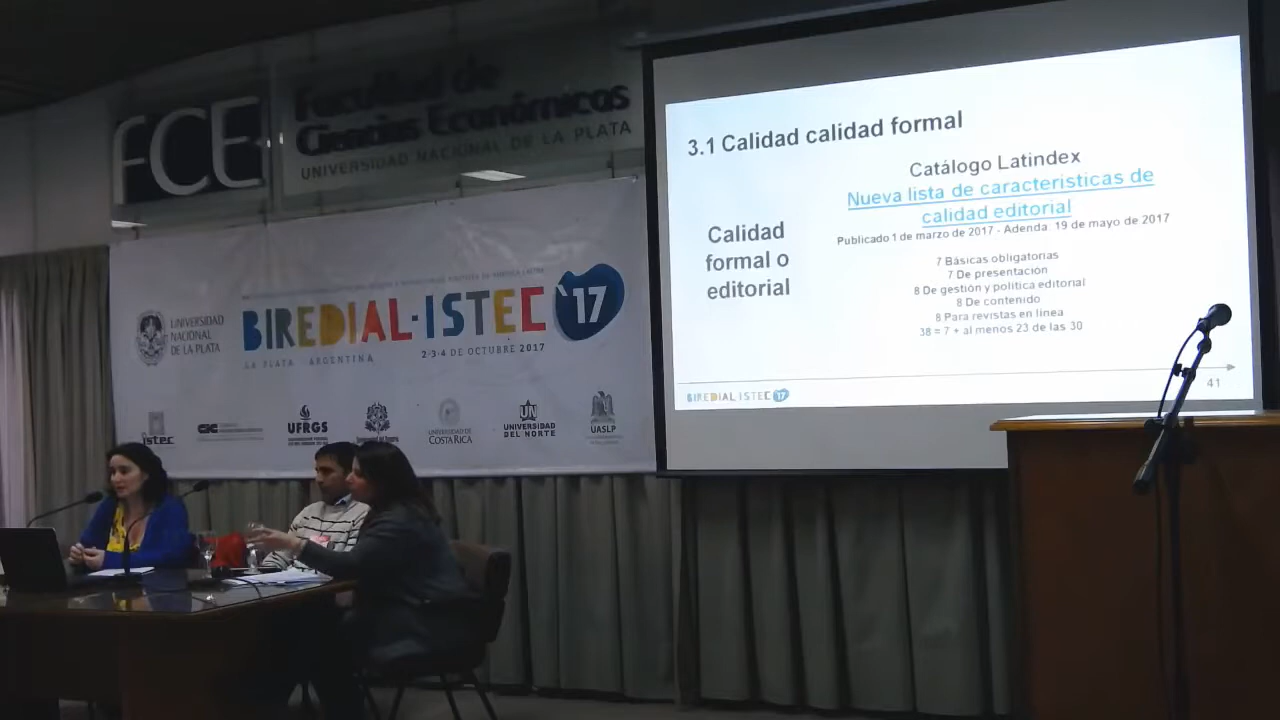 FCE
Facultad de
Ciencias Económicas
UNIVERSIDAD NACIONAL DE LA PLATA
UNIVERSIDAD
NACIONAL
DE LA PLATA
BIREDIAL-ISTEC '17
LA PLATA - ARGENTINA
2·3·4 DE OCTUBRE 2017
istec
UFRGS
UNIVERSIDAD DE
COSTA RICA
UN
UNIVERSIDAD
DEL NORTE
UASLP
3.1 Calidad calidad formal
Catálogo Latindex
Nueva lista de características de
calidad editorial
Publicado 1 de marzo de 2017 - Adenda 19 de mayo de 2017
Calidad
formal o
editorial
7 Básicas obligatorias
7 De presentación
8 De gestión y política editorial
8 De contenido
8 Para revistas en línea
38 = 7 + al menos 23 de las 30
BIREDIAL ISTEC '17
41